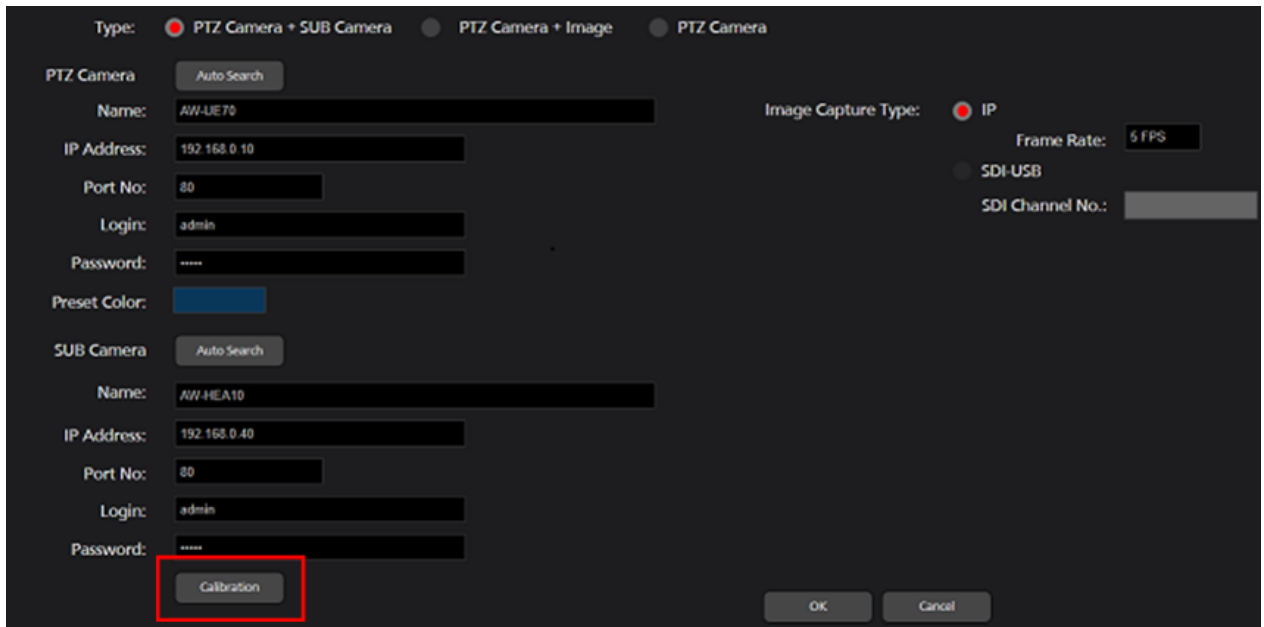 Type: PTZ Camera + SUB Camera PTZ Camera + Image PTZ Camera
PTZ Camera Auto Search
Name: AW-UE70
IP Address: 192.168.0.10
Port No: 80
Login: admin
Password: •••••
Preset Color:
Image Capture Type: IP
Frame Rate: 5 FPS
SDI-USB
SDI Channel No.:
SUB Camera Auto Search
Name: AW-HEA10
IP Address: 192.168.0.40
Port No: 80
Login: admin
Password: •••••
Calibration
OK Cancel